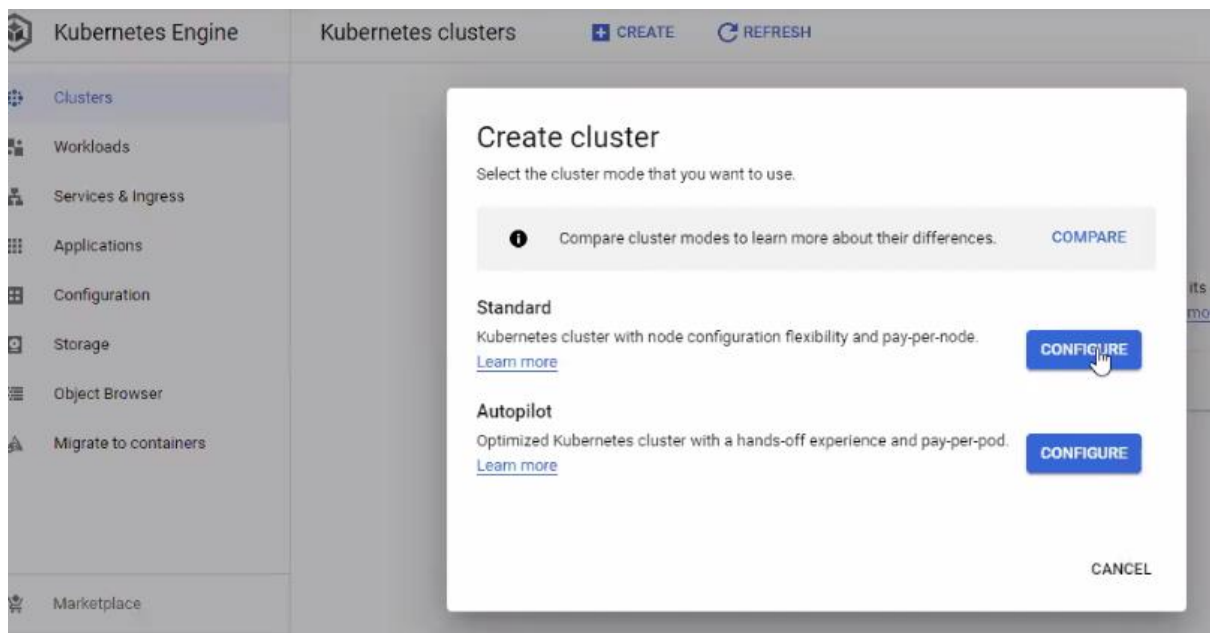 Kubernetes Engine
Kubernetes clusters
CREATE
REFRESH
Clusters
Workloads
Services & Ingress
Applications
Configuration
Storage
Object Browser
Migrate to containers
Marketplace
Create cluster
Select the cluster mode that you want to use.
Compare cluster modes to learn more about their differences.
COMPARE
Standard
Kubernetes cluster with node configuration flexibility and pay-per-node.
Learn more
CONFIGURE
Autopilot
Optimized Kubernetes cluster with a hands-off experience and pay-per-pod.
Learn more
CONFIGURE
CANCEL
its
mo